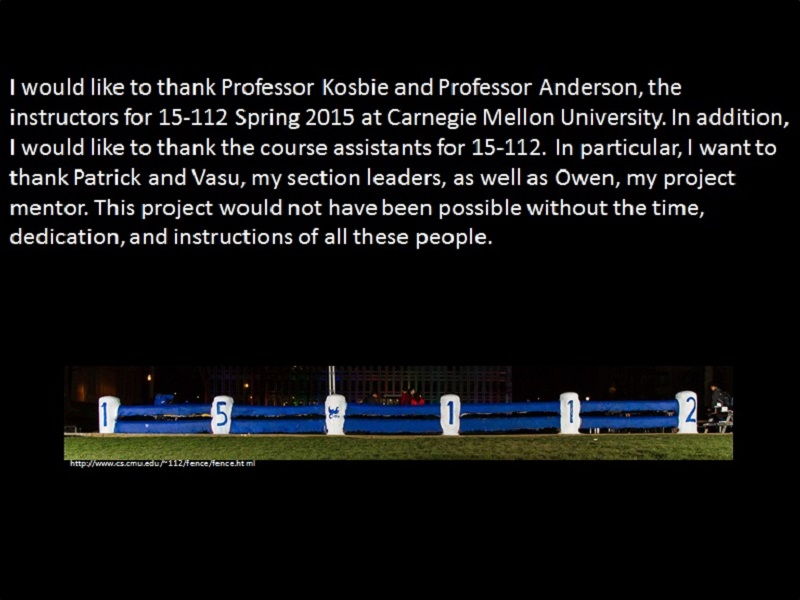 I would like to thank Professor Kosbie and Professor Anderson, the
instructors for 15-112 Spring 2015 at Carnegie Mellon University. In addition,
I would like to thank the course assistants for 15-112. In particular, I want to
thank Patrick and Vasu, my section leaders, as well as Owen, my project
mentor. This project would not have been possible without the time,
dedication, and instructions of all these people.
1 5 1 1 2
http://www.cs.cmu.edu/~112/fence/fence.html